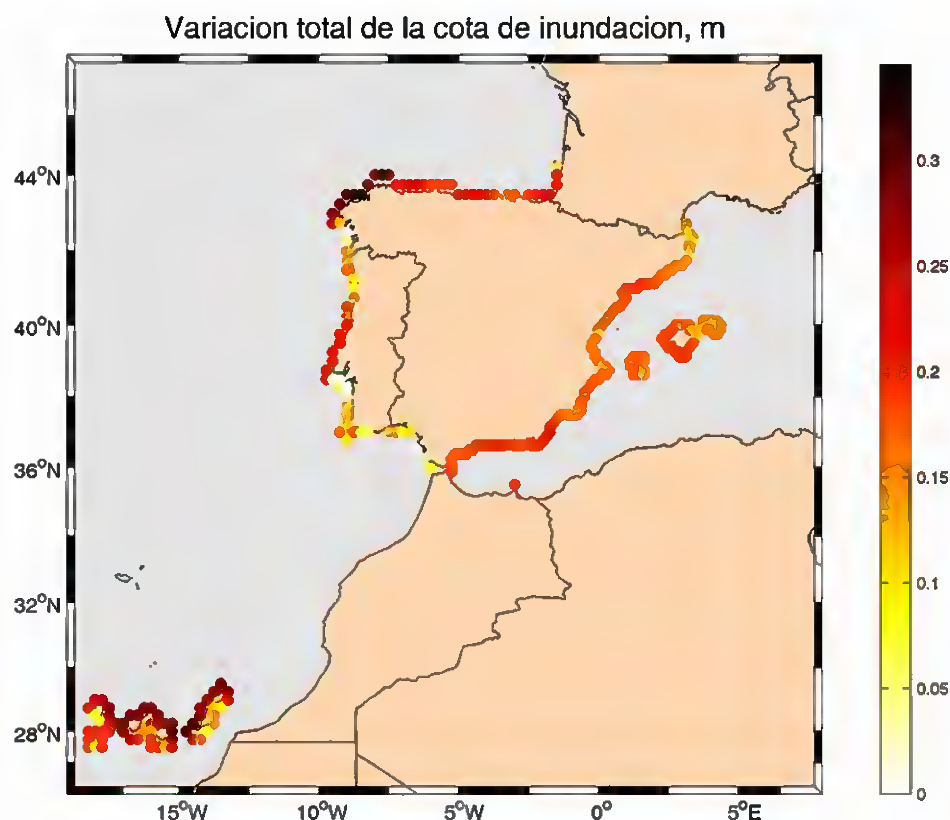 Variacion total de la cota de inundacion, m
44°N
40°N
36°N
32°N
28°N
15°W
10°W
5°W
0°
5°E
0.3
0.25
0.2
0.15
0.1
0.05
0